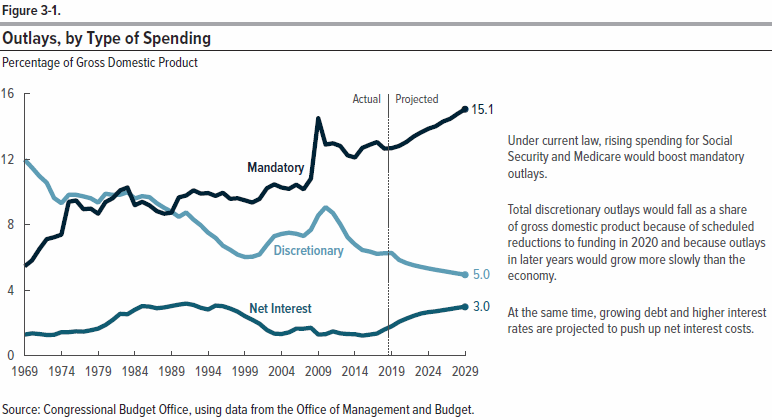 Figure 3-1.
Outlays, by Type of Spending
Percentage of Gross Domestic Product
16
Actual
Projected
15.1
Mandatory
12
Under current law, rising spending for Social
Security and Medicare would boost mandatory
outlays.
8
Discretionary
5.0
Total discretionary outlays would fall as a share
of gross domestic product because of scheduled
reductions to funding in 2020 and because outlays
in later years would grow more slowly than the
economy.
4
Net Interest
3.0
At the same time, growing debt and higher interest
rates are projected to push up net interest costs.
0
1969 1974 1979 1984 1989 1994 1999 2004 2009 2014 2019 2024 2029
Source: Congressional Budget Office, using data from the Office of Management and Budget.